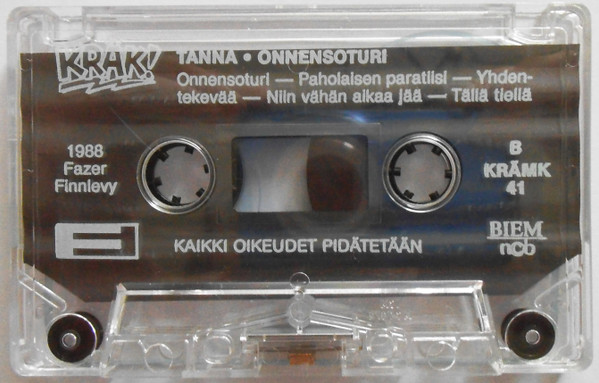 KRÄK!
TANNA • ONNENSOTURI
Onnensoturi — Paholaisen paratiisi — Yhden-
tekevää — Niin vähän aikaa jää — Tällä tiellä
1988
Fazer
Finnlevy
B
KRÄMK
41
BIEM
ncb
KAIKKI OIKEUDET PIDÄTETÄÄN